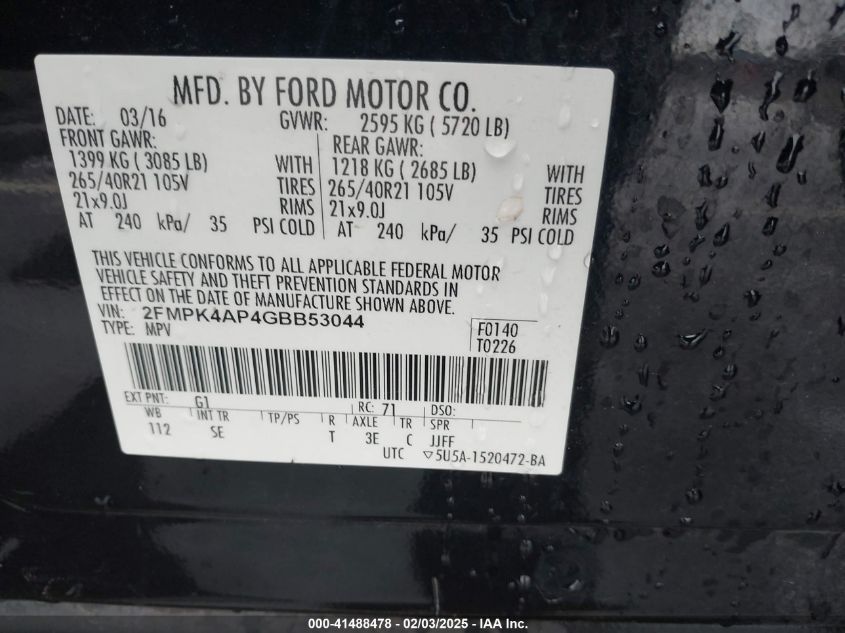 MFD. BY FORD MOTOR CO.
DATE: 03/16 GVWR: 2595 KG ( 5720 LB)
FRONT GAWR: REAR GAWR:
1399 KG ( 3085 LB) WITH 1218 KG ( 2685 LB) WITH
265/40R21 105V TIRES 265/40R21 105V TIRES
21x9.0J RIMS 21x9.0J RIMS
AT 240 kPa/ 35 PSI COLD AT 240 kPa/ 35 PSI COLD
THIS VEHICLE CONFORMS TO ALL APPLICABLE FEDERAL MOTOR
VEHICLE SAFETY AND THEFT PREVENTION STANDARDS IN
EFFECT ON THE DATE OF MANUFACTURE SHOWN ABOVE.
VIN: 2FMPK4AP4GBB53044 F0140
TYPE: MPV T0226
EXT PNT: G1 RC: 71 DSO:
WB INT TR TP/PS R AXLE TR SPR
112 SE T 3E C JJFF
UTC ▽5U5A-1520472-BA
000-41488478 - 02/03/2025 - IAAI.com